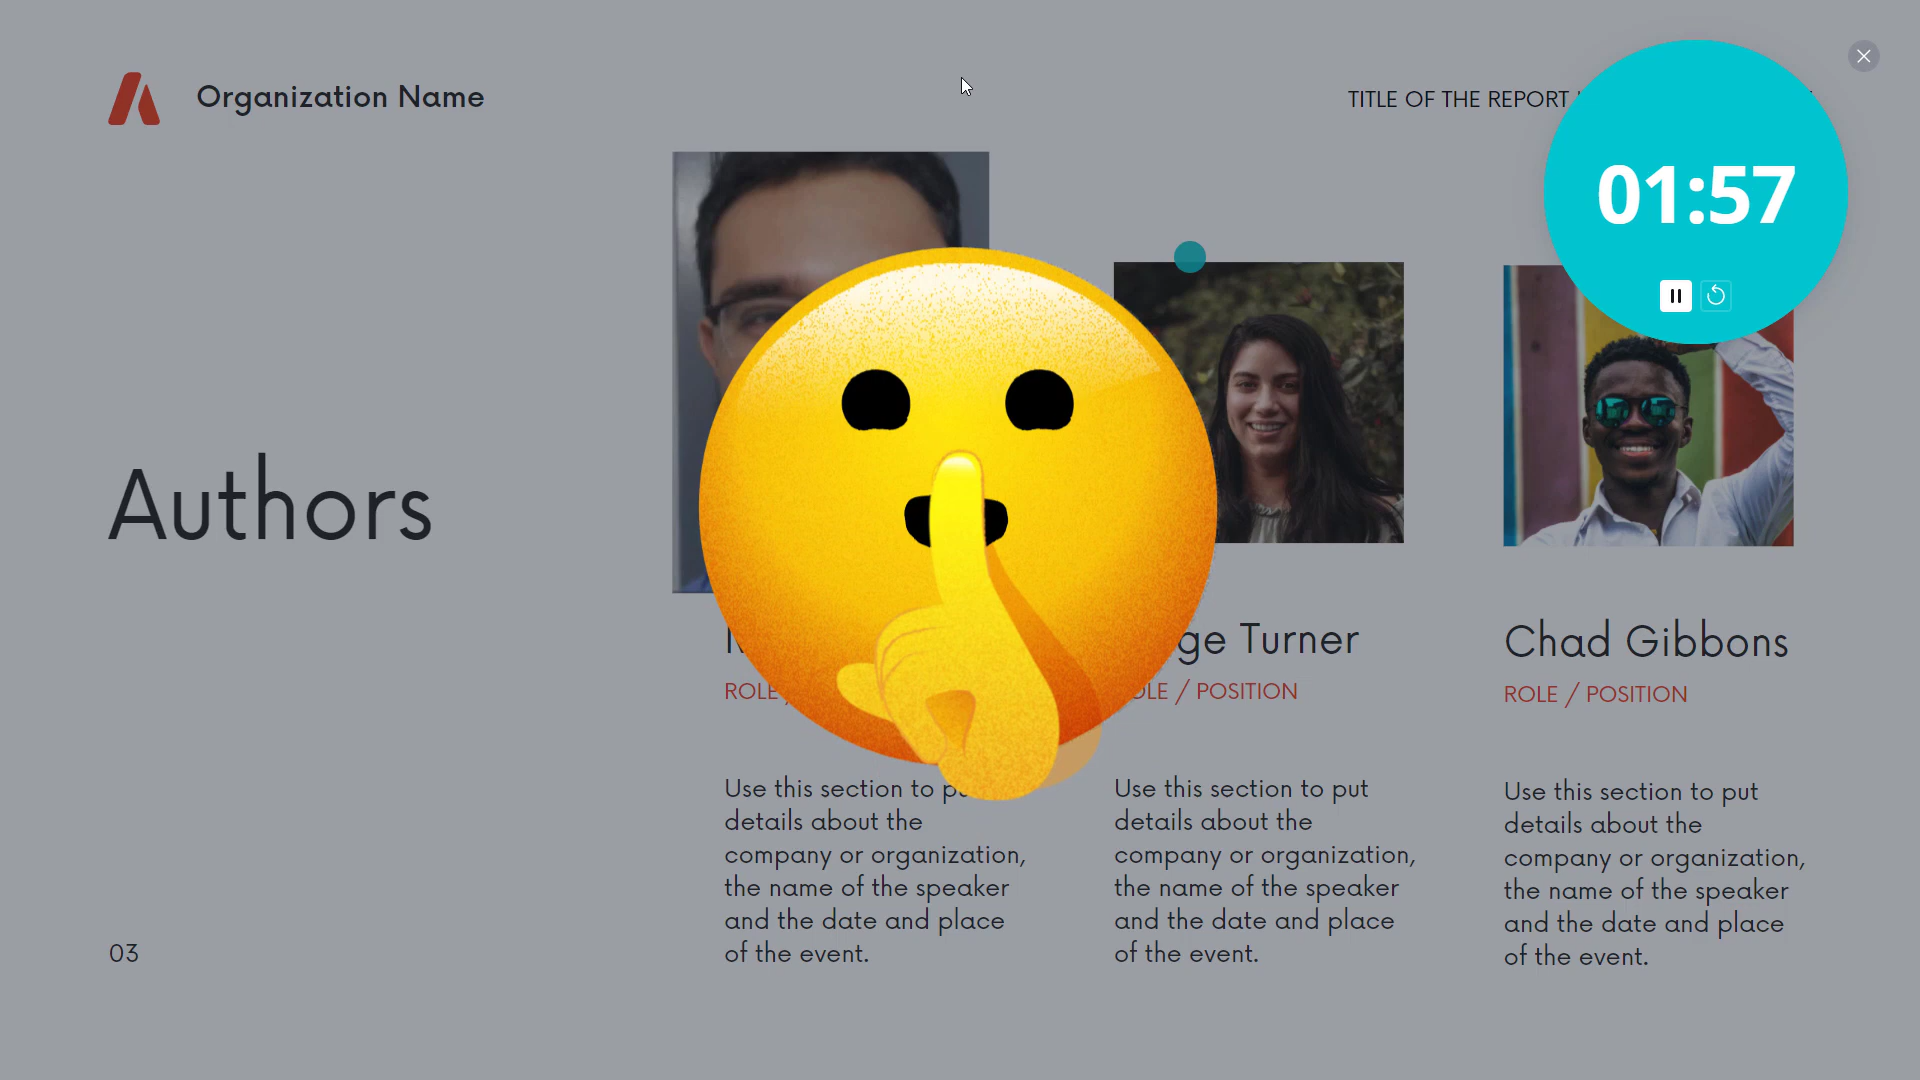 Organization Name
TITLE OF THE REPORT
01:57
Authors
Turner
Chad Gibbons
ROLE
/ POSITION
ROLE / POSITION
Use this section to
details about the
company or organization,
the name of the speaker
and the date and place
of the event.
Use this section to put
details about the
company or organization,
the name of the speaker
and the date and place
of the event.
Use this section to put
details about the
company or organization,
the name of the speaker
and the date and place
of the event.
03